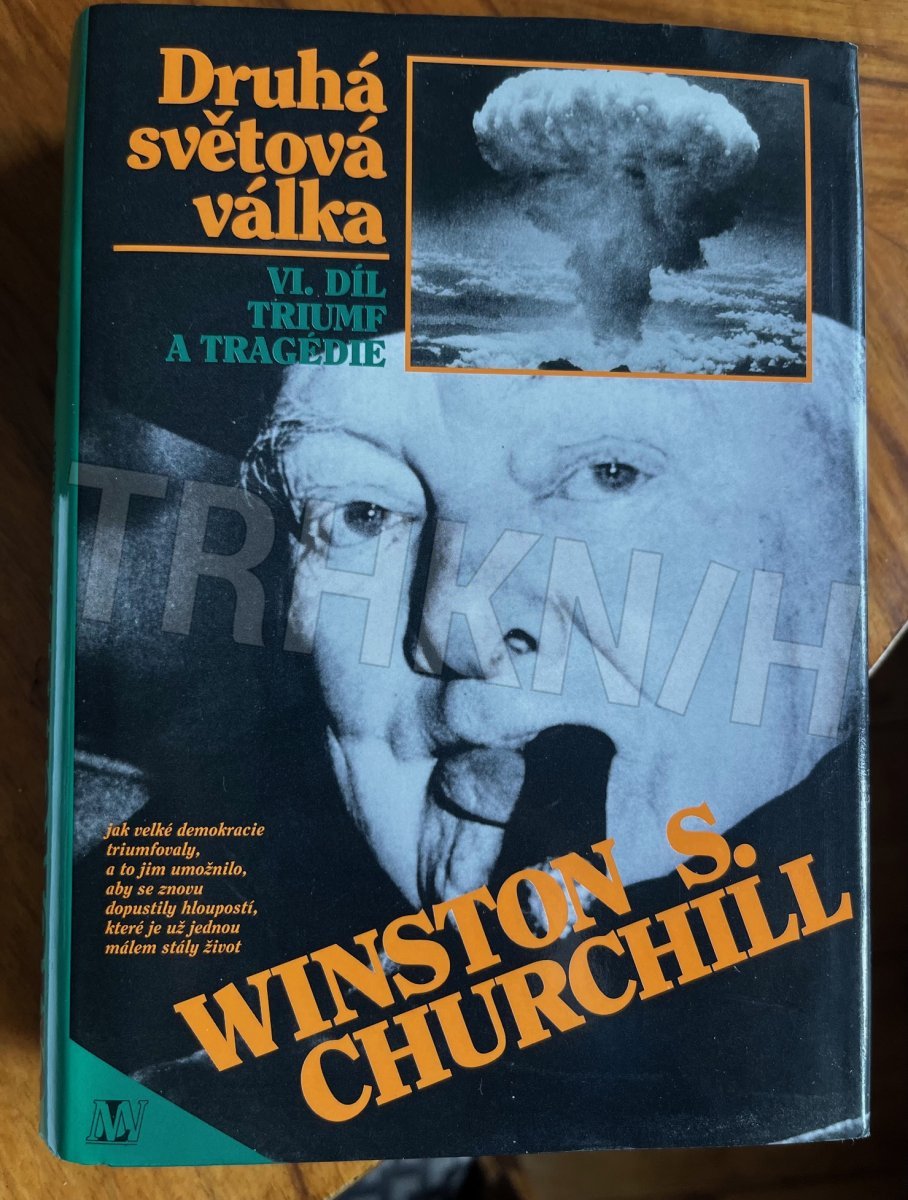 Druhá
světová
válka
VI. DÍL
TRIUMF
A TRAGÉDIE
TRHKN/H
jak velké demokracie
triumfovaly,
a to jim umožnilo,
aby se znovu
dopustily hloupostí,
které je už jednou
málem stály život
WINSTON S.
CHURCHILL